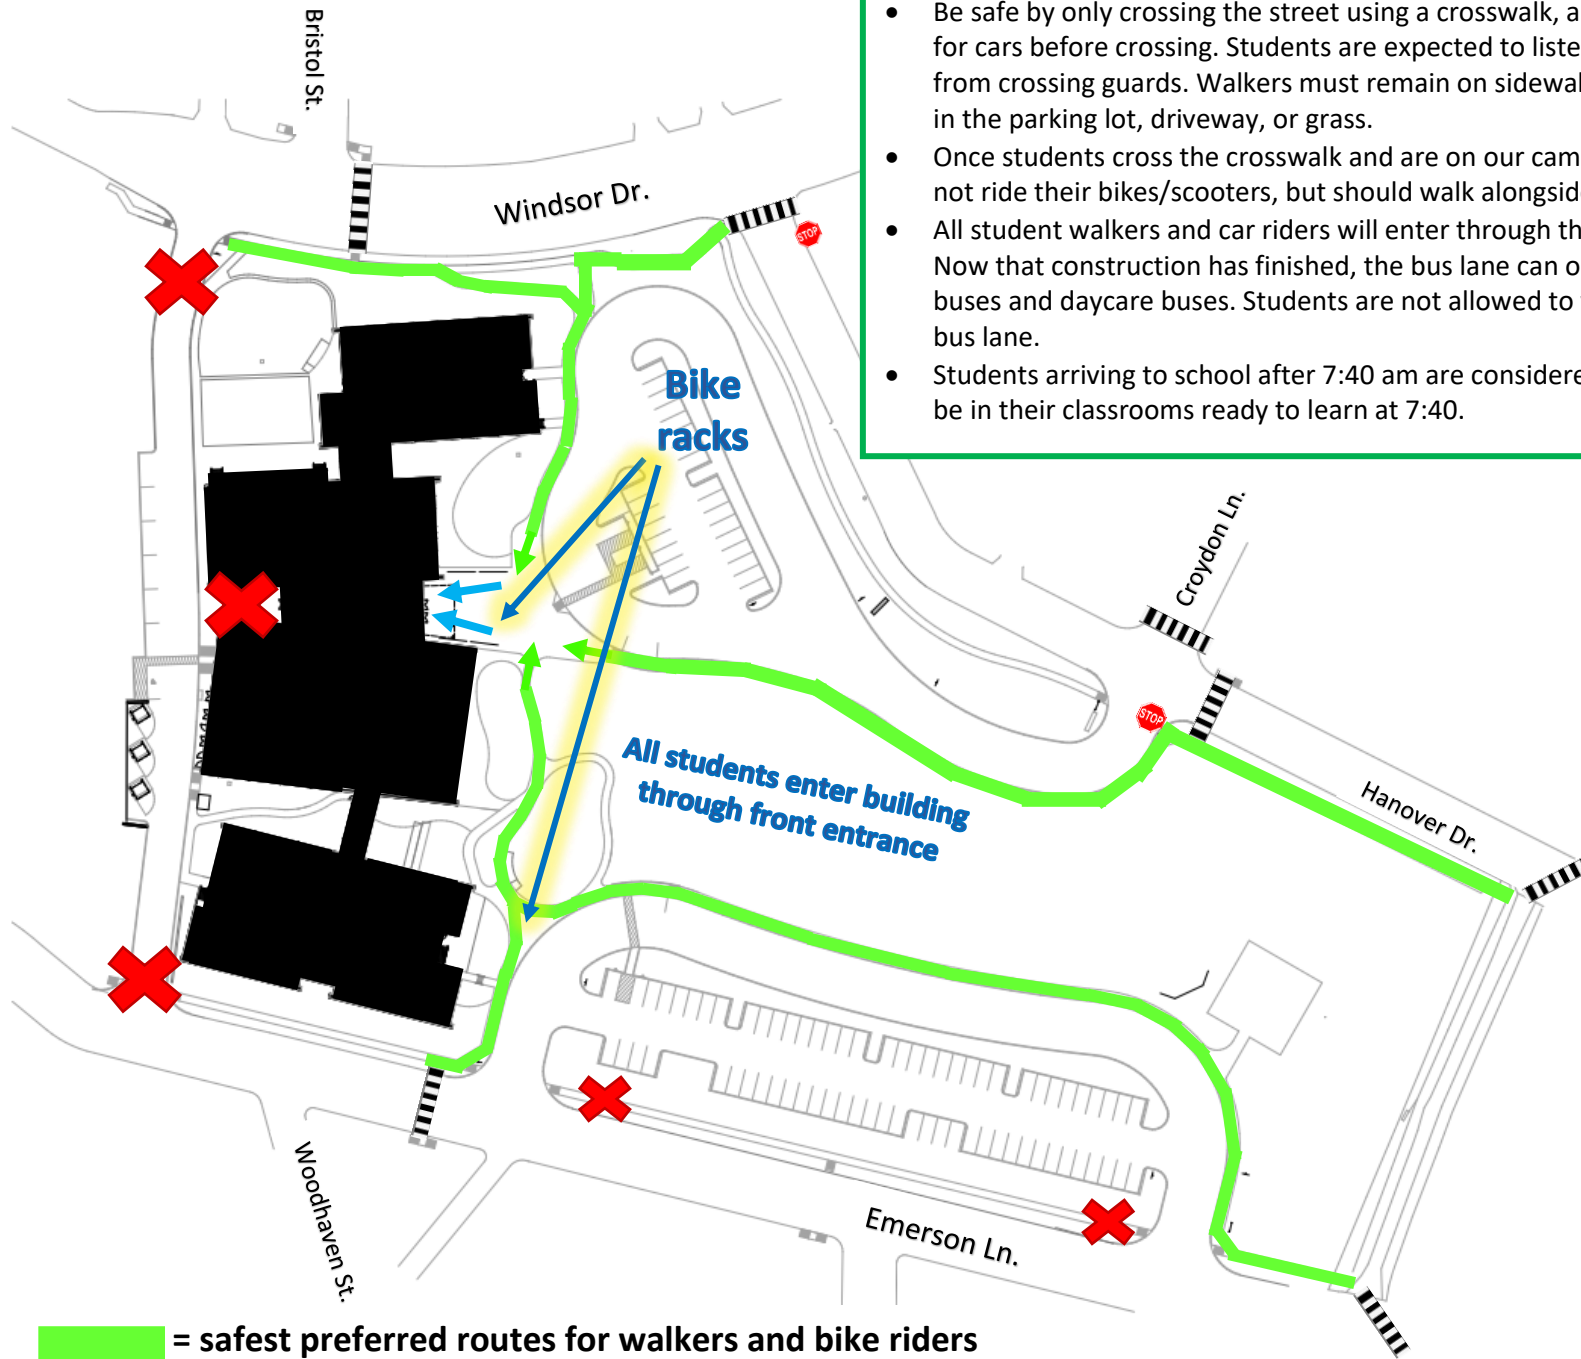 • Be safe by only crossing the street using a crosswalk, a
for cars before crossing. Students are expected to liste
from crossing guards. Walkers must remain on sidewal
in the parking lot, driveway, or grass.
• Once students cross the crosswalk and are on our cam
not ride their bikes/scooters, but should walk alongsid
• All student walkers and car riders will enter through th
Now that construction has finished, the bus lane can o
buses and daycare buses. Students are not allowed to
bus lane.
• Students arriving to school after 7:40 am are considere
be in their classrooms ready to learn at 7:40.
Bristol St.
Windsor Dr.
STOP
Bike
racks
Croydon Ln.
STOP
All students enter building
through front entrance
Hanover Dr.
Woodhaven St.
Emerson Ln.
= safest preferred routes for walkers and bike riders